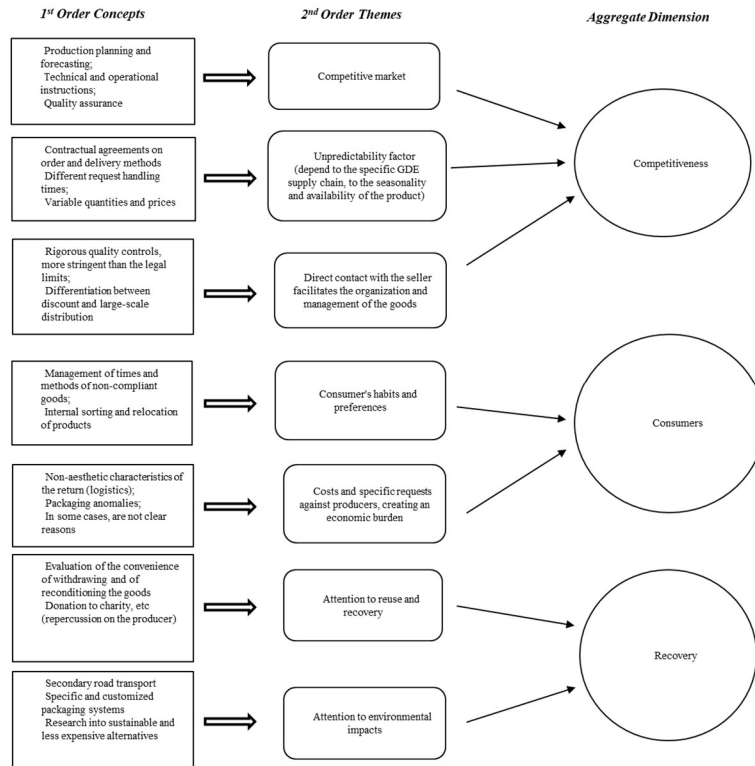 1st Order Concepts
2nd Order Themes
Aggregate Dimension
Production planning and
forecasting;
Technical and operational
instructions;
Quality assurance
Competitive market
Contractual agreements on
order and delivery methods
Different request handling
times;
Variable quantities and prices
Unpredictability factor
(depend to the specific GDE
supply chain, to the seasonality
and availability of the product)
Competitiveness
Rigorous quality controls,
more stringent than the legal
limits;
Differentiation between
discount and large-scale
distribution
Direct contact with the seller
facilitates the organization and
management of the goods
Management of times and
methods of non-compliant
goods;
Internal sorting and relocation
of products
Consumer's habits and
preferences
Consumers
Non-aesthetic characteristics of
the return (logistics);
Packaging anomalies;
In some cases, are not clear
reasons
Costs and specific requests
against producers, creating an
economic burden
Evaluation of the convenience
of withdrawing and of
reconditioning the goods
Donation to charity, etc
(repercussion on the producer)
Attention to reuse and
recovery
Recovery
Secondary road transport
Specific and customized
packaging systems
Research into sustainable and
less expensive alternatives
Attention to environmental
impacts